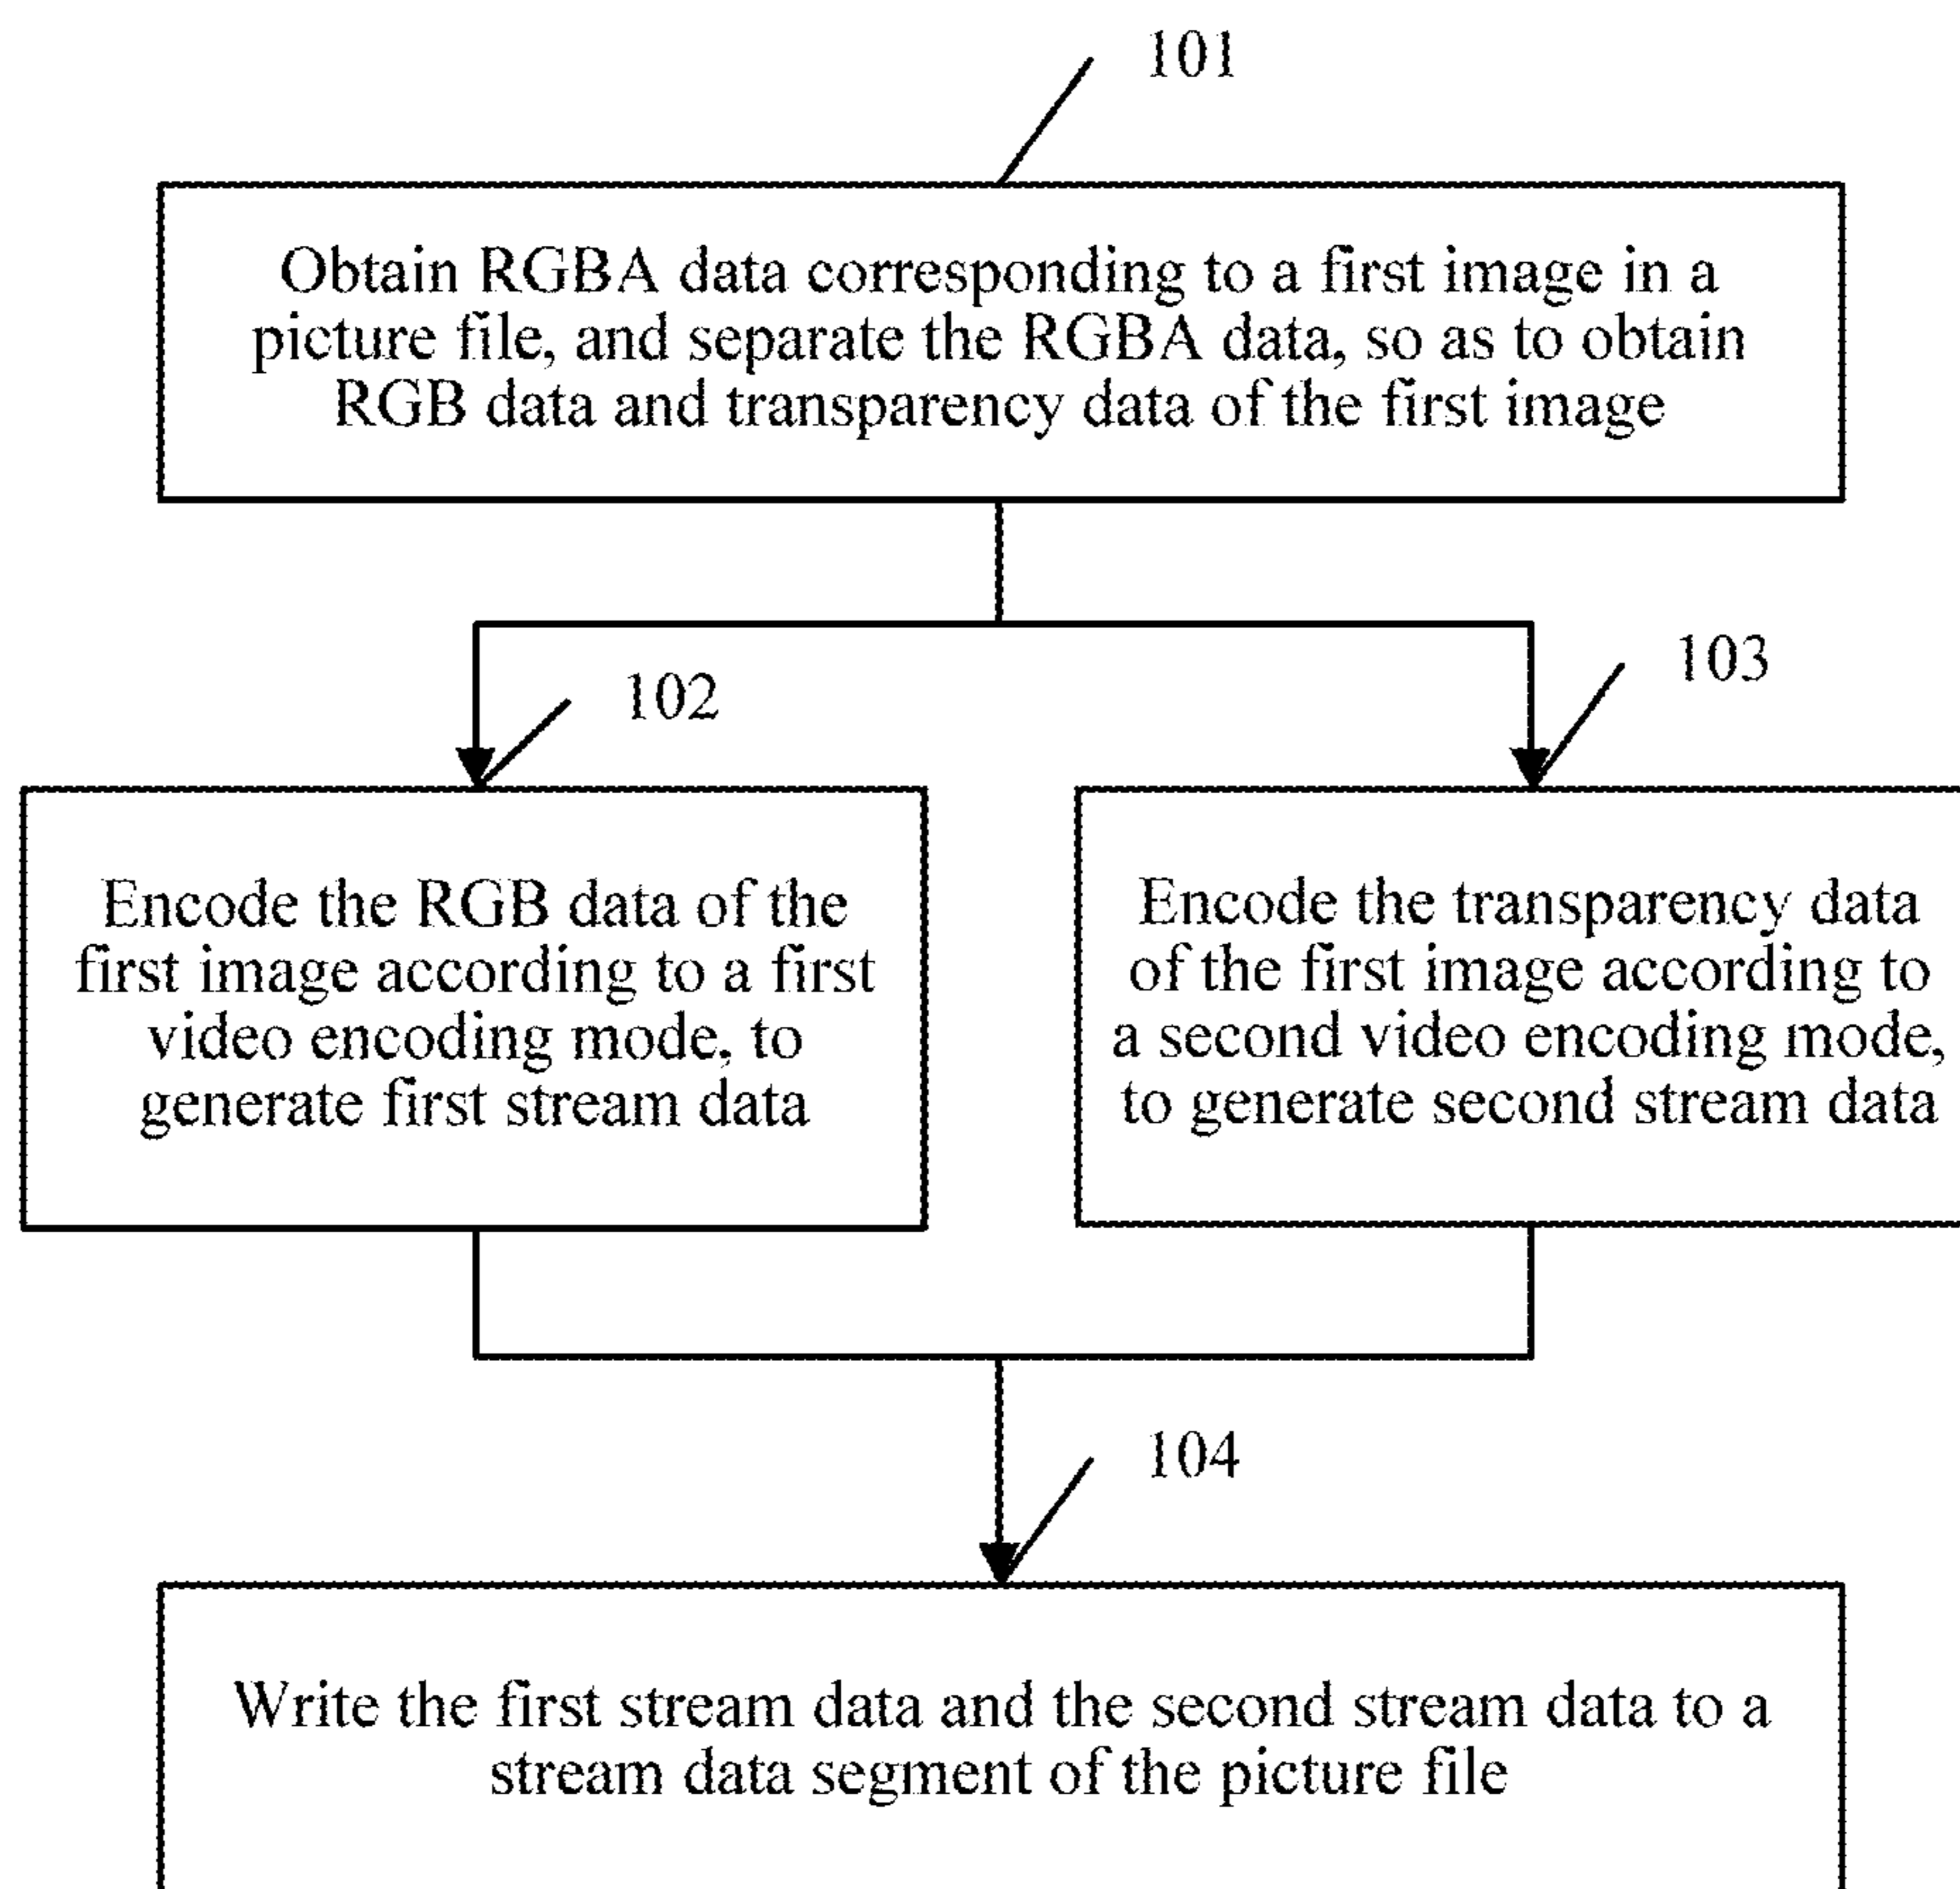 101
Obtain RGBA data corresponding to a first image in a
picture file, and separate the RGBA data, so as to obtain
RGB data and transparency data of the first image
102
Encode the RGB data of the
first image according to a first
video encoding mode, to
generate first stream data
103
Encode the transparency data
of the first image according to
a second video encoding mode,
to generate second stream data
104
Write the first stream data and the second stream data to a
stream data segment of the picture file